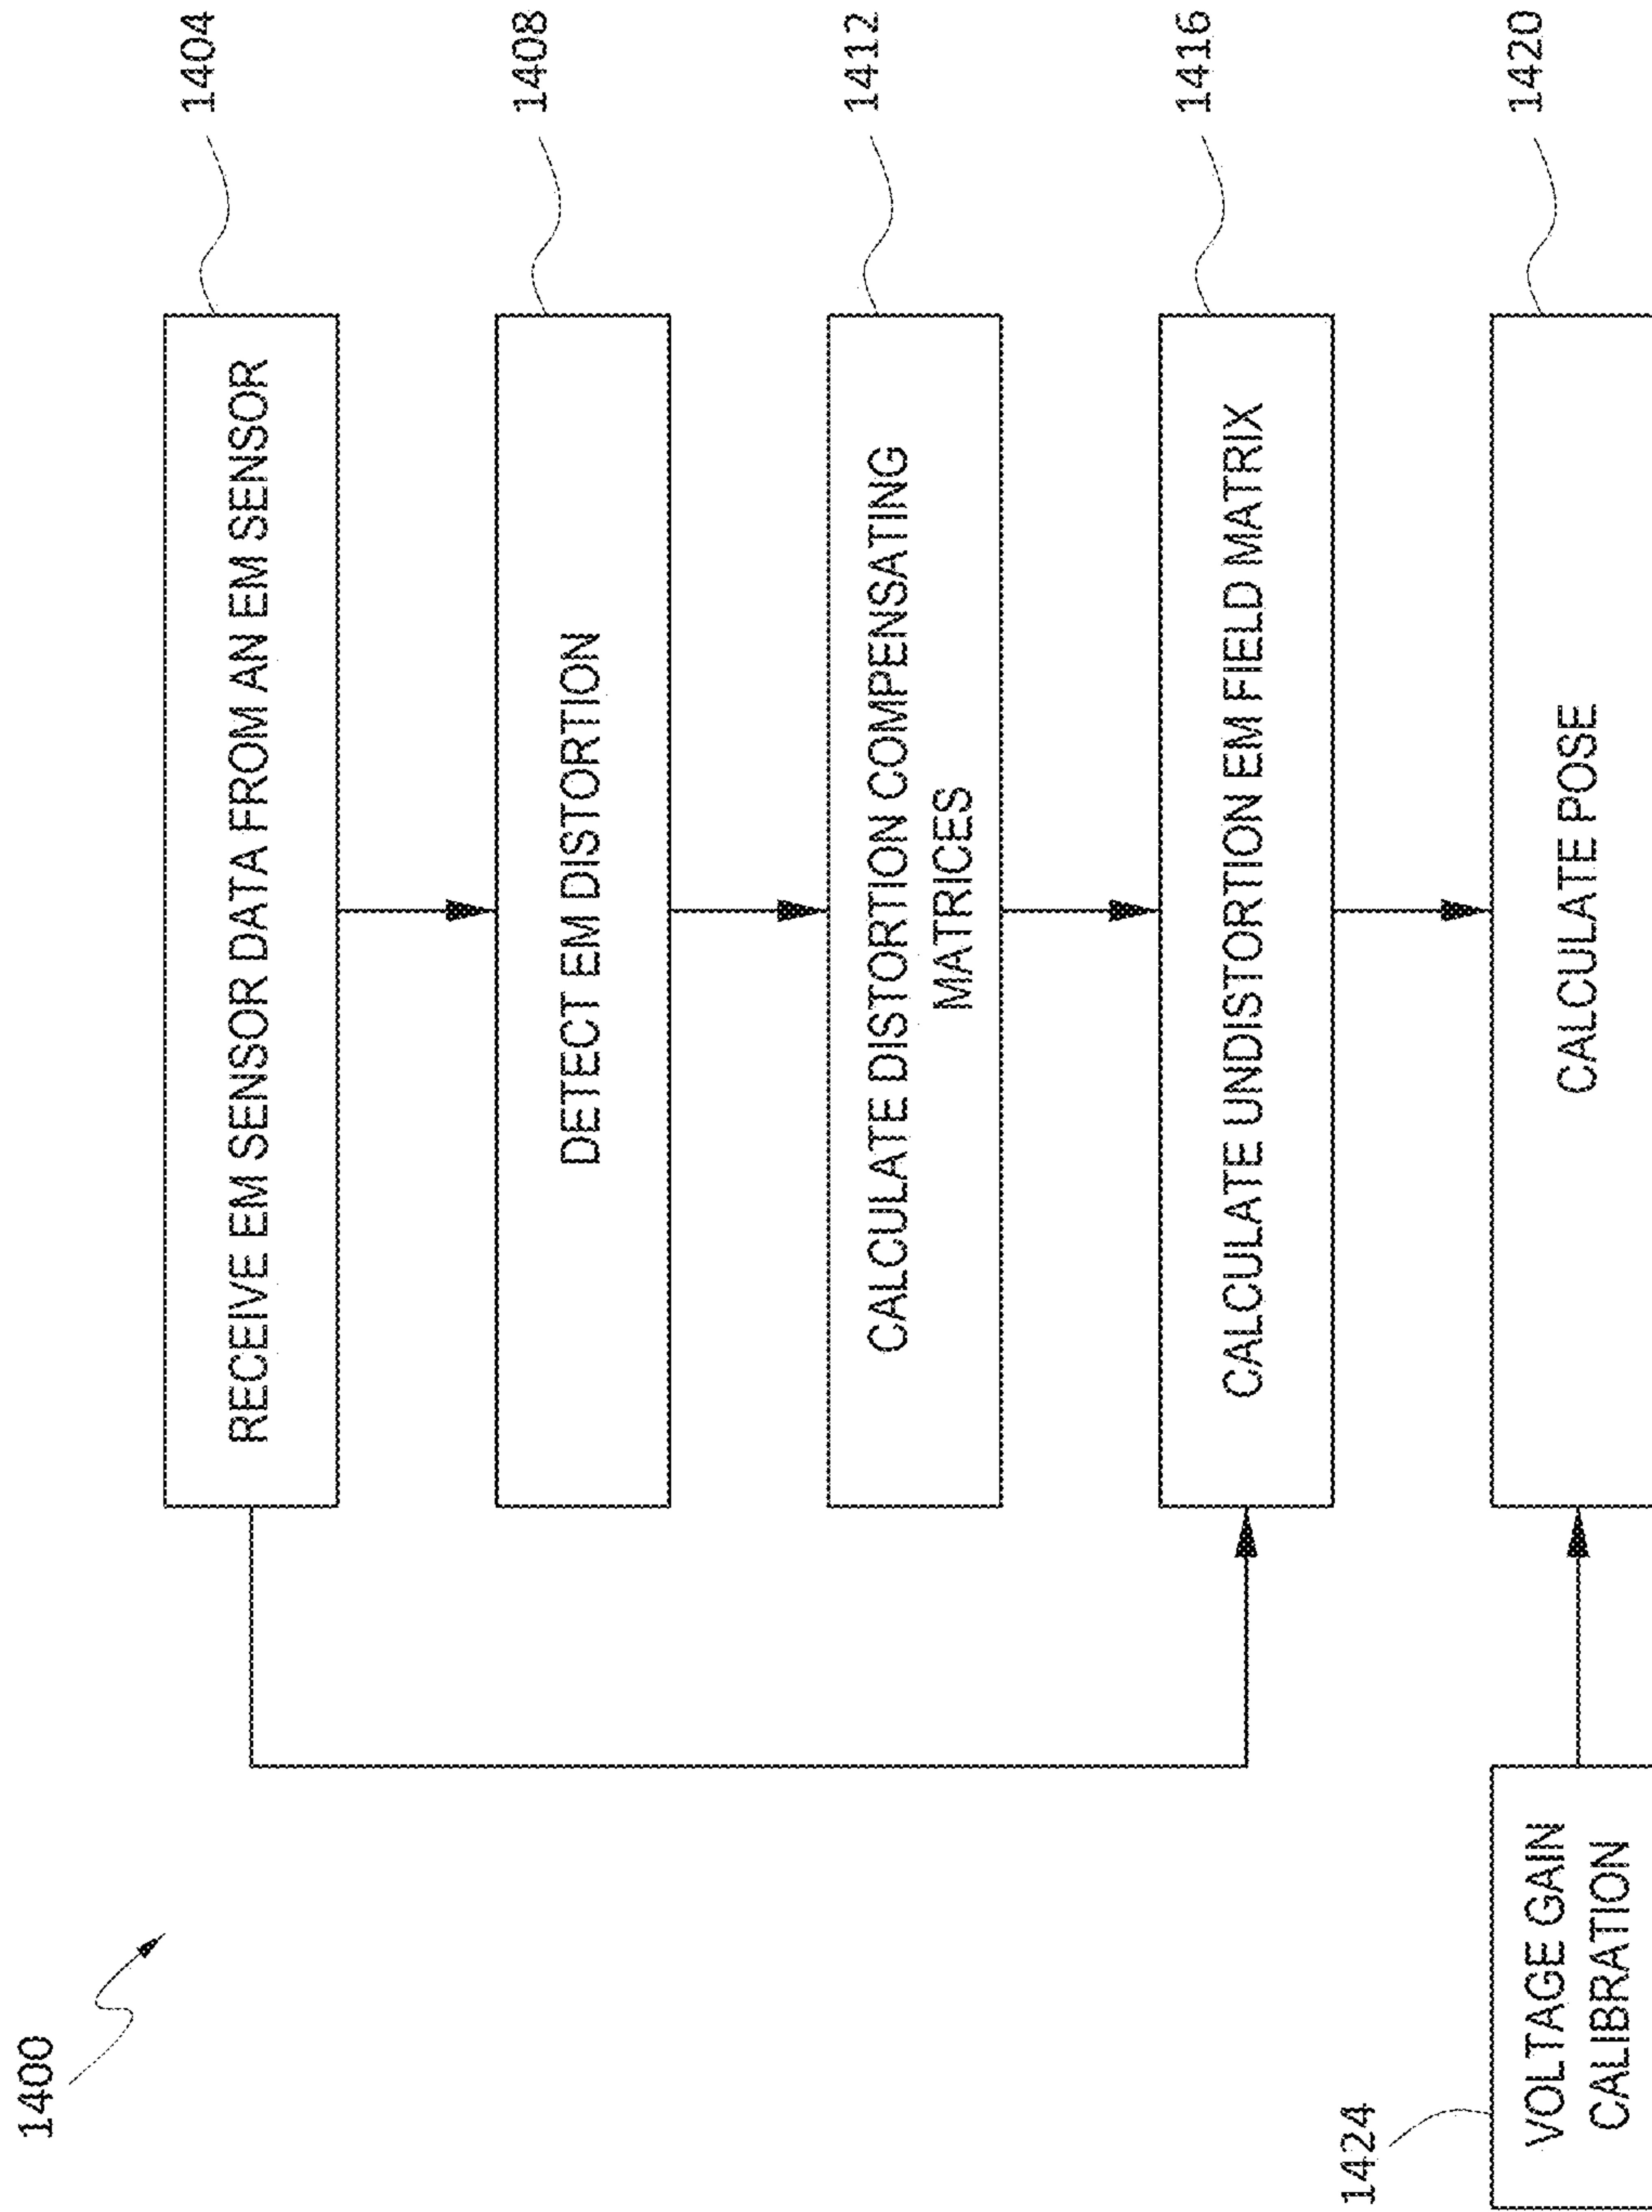 1400
RECEIVE EM SENSOR DATA FROM AN EM SENSOR
1404
DETECT EM DISTORTION
1408
CALCULATE DISTORTION COMPENSATING
MATRICES
1412
CALCULATE UNDISTORTION EM FIELD MATRIX
1416
1424
VOLTAGE GAIN
CALIBRATION
CALCULATE POSE
1420